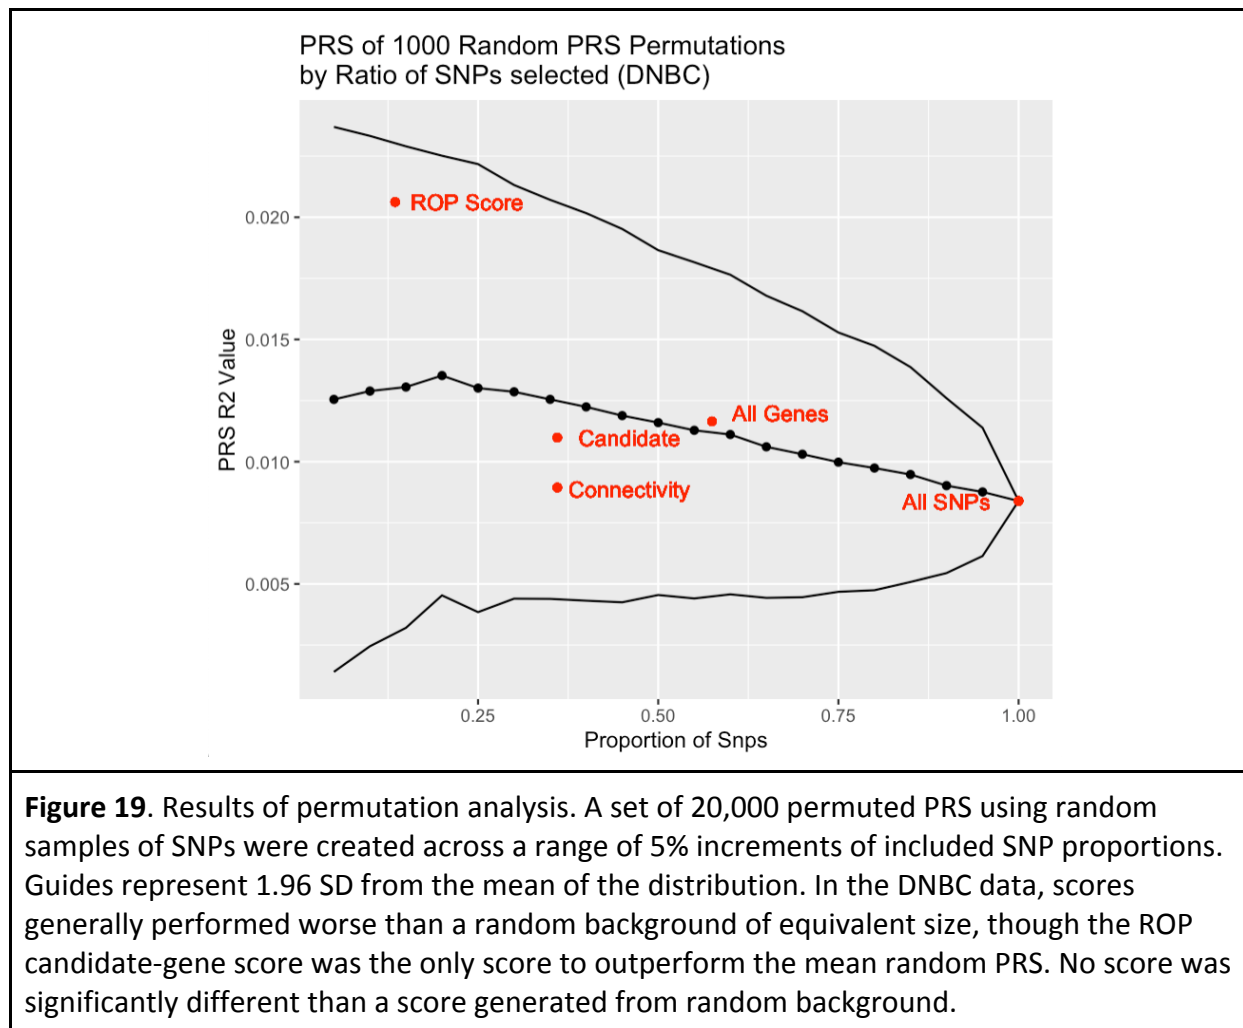 PRS of 1000 Random PRS Permutations
by Ratio of SNPs selected (DNBC)
PRS R2 Value
0.020
0.015
0.010
0.005
ROP Score
All Genes
Candidate
Connectivity
All SNPs
0.25
0.50
0.75
1.00
Proportion of Snps
Figure 19. Results of permutation analysis. A set of 20,000 permuted PRS using random
samples of SNPs were created across a range of 5% increments of included SNP proportions.
Guides represent 1.96 SD from the mean of the distribution. In the DNBC data, scores
generally performed worse than a random background of equivalent size, though the ROP
candidate-gene score was the only score to outperform the mean random PRS. No score was
significantly different than a score generated from random background.